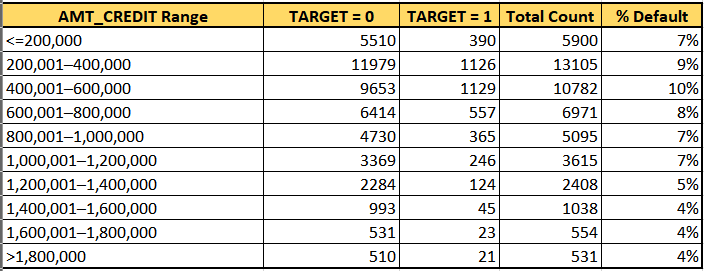 AMT_CREDIT Range TARGET = 0 TARGET = 1 Total Count % Default
<=200,000 5510 390 5900 7%
200,001–400,000 11979 1126 13105 9%
400,001–600,000 9653 1129 10782 10%
600,001–800,000 6414 557 6971 8%
800,001–1,000,000 4730 365 5095 7%
1,000,001–1,200,000 3369 246 3615 7%
1,200,001–1,400,000 2284 124 2408 5%
1,400,001–1,600,000 993 45 1038 4%
1,600,001–1,800,000 531 23 554 4%
>1,800,000 510 21 531 4%